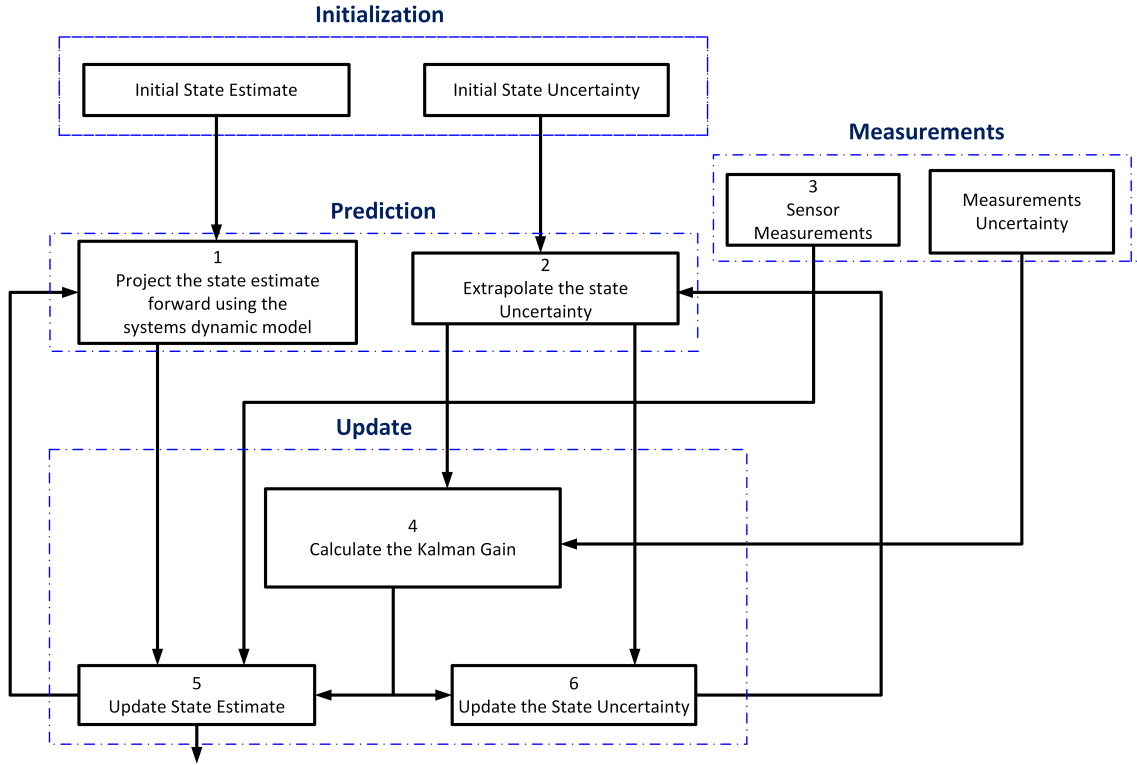 Initialization
Initial State Estimate
Initial State Uncertainty
Measurements
3
Sensor
Measurements
Measurements
Uncertainty
Prediction
1
Project the state estimate
forward using the
systems dynamic model
2
Extrapolate the state
Uncertainty
Update
4
Calculate the Kalman Gain
5
Update State Estimate
6
Update the State Uncertainty